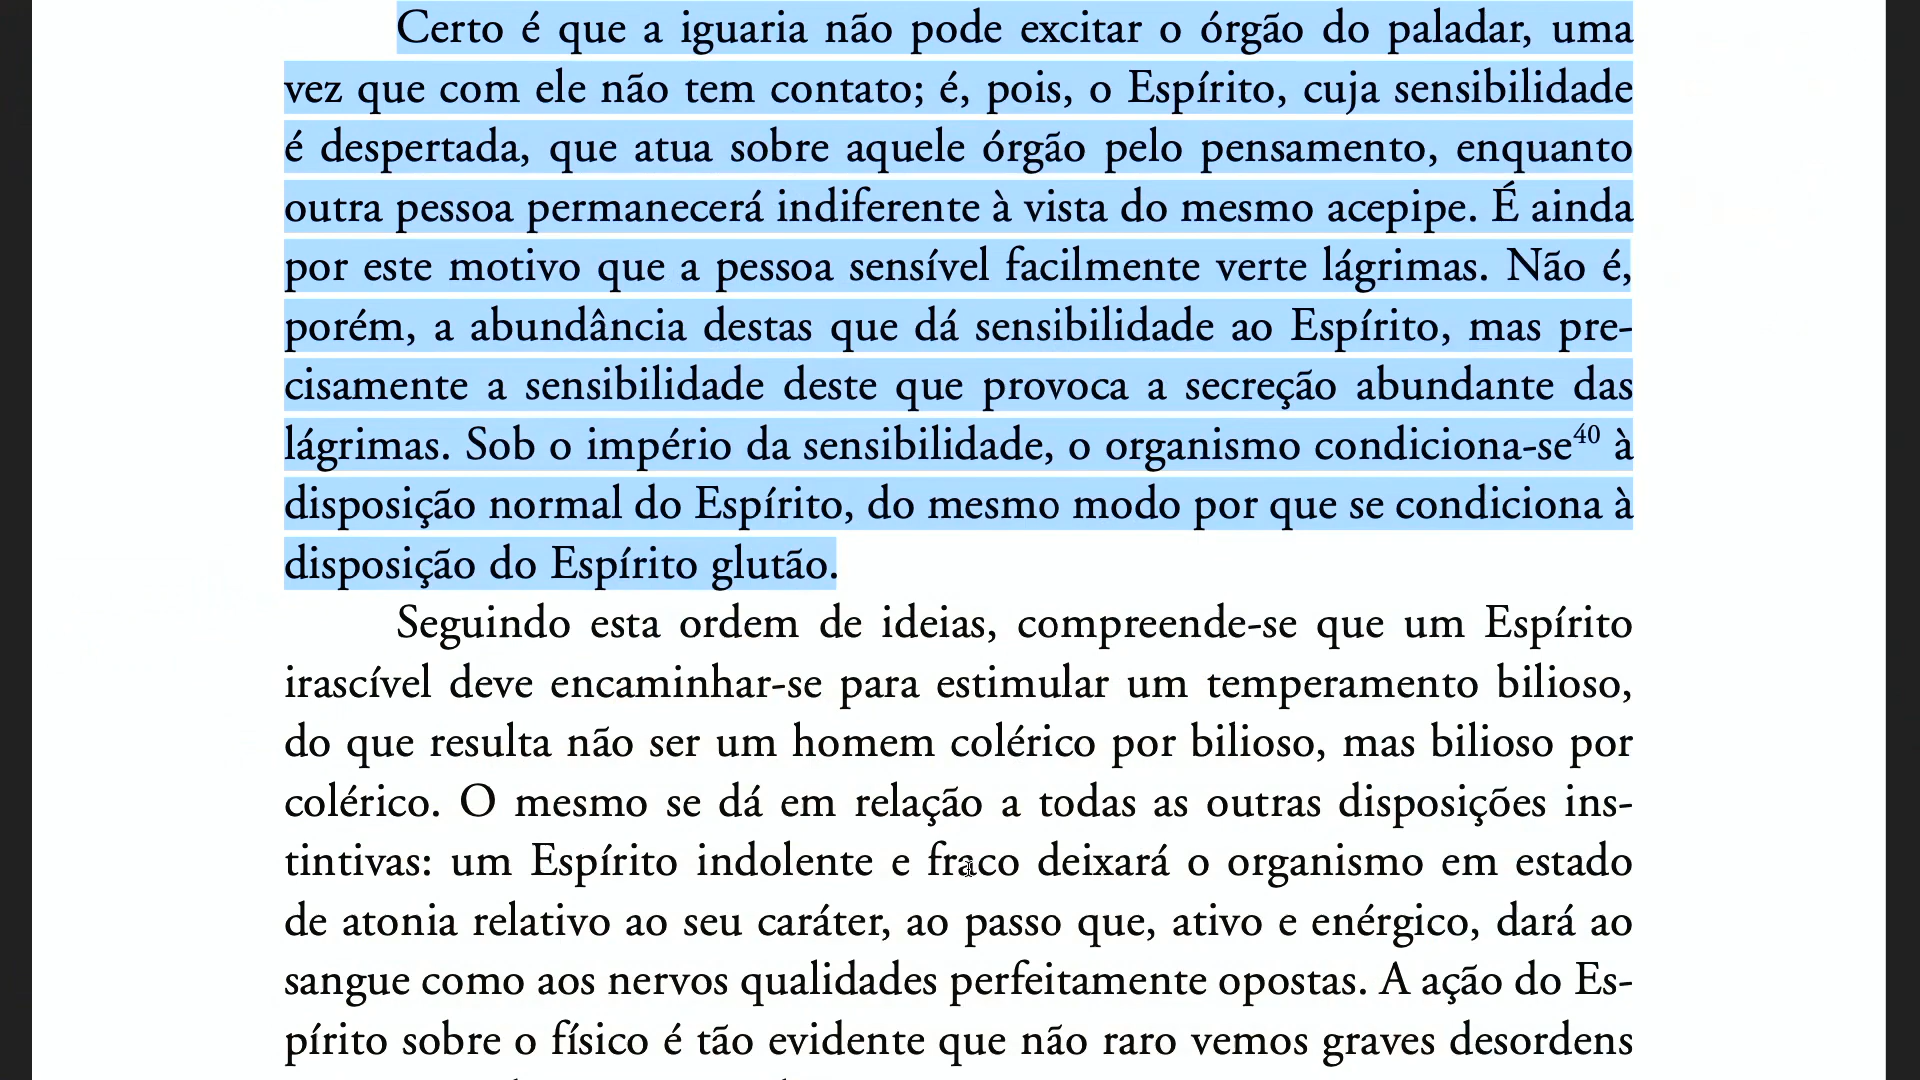 Certo é que a iguaria não pode excitar o órgão do paladar, uma
vez que com ele não tem contato; é, pois, o Espírito, cuja sensibilidade
é despertada, que atua sobre aquele órgão pelo pensamento, enquanto
outra pessoa permanecerá indiferente à vista do mesmo acepipe. É ainda
por este motivo que a pessoa sensível facilmente verte lágrimas. Não é,
porém, a abundância destas que dá sensibilidade ao Espírito, mas pre-
cisamente a sensibilidade deste que provoca a secreção abundante das
lágrimas. Sob o império da sensibilidade, o organismo condiciona-se⁴⁰ à
disposição normal do Espírito, do mesmo modo por que se condiciona à
disposição do Espírito glutão.
Seguindo esta ordem de ideias, compreende-se que um Espírito
irascível deve encaminhar-se para estimular um temperamento bilioso,
do que resulta não ser um homem colérico por bilioso, mas bilioso por
colérico. O mesmo se dá em relação a todas as outras disposições ins-
tintivas: um Espírito indolente e fraco deixará o organismo em estado
de atonia relativo ao seu caráter, ao passo que, ativo e enérgico, dará ao
sangue como aos nervos qualidades perfeitamente opostas. A ação do Es-
pírito sobre o físico é tão evidente que não raro vemos graves desordens